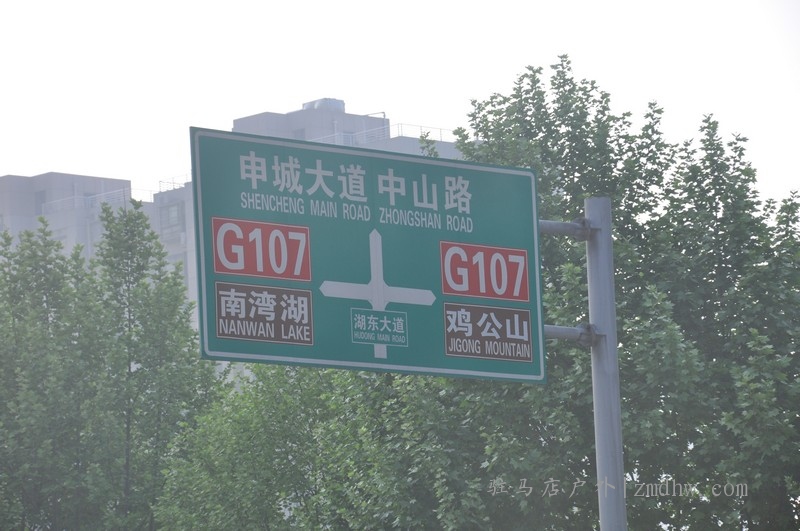 申城大道 中山路
SHENCHENG MAIN ROAD ZHONGSHAN ROAD
G107
G107
南湾湖
NANWAN LAKE
湖东大道
HUDONG MAIN ROAD
鸡公山
JIGONG MOUNTAIN
驻马店户外|zmdhw.com